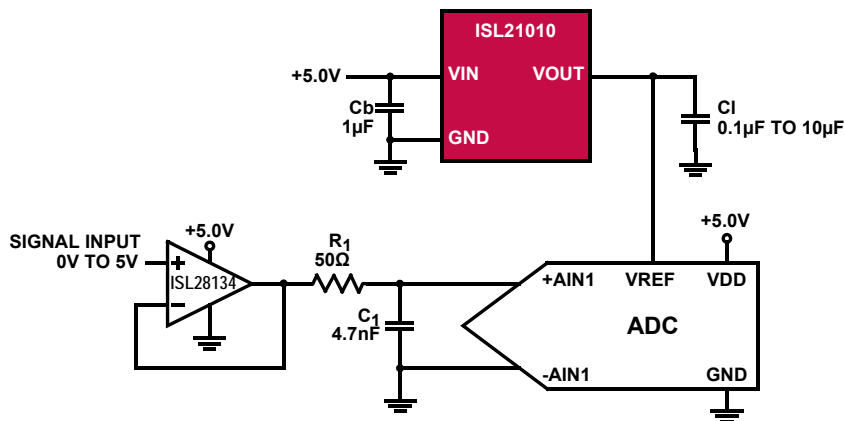 ISL21010
+5.0V
VIN
VOUT
Cb
1µF
GND
Cl
0.1µF TO 10µF
SIGNAL INPUT
0V TO 5V
+5.0V
+
ISL28134
−
R1
50Ω
C1
4.7nF
+5.0V
+AIN1
VREF
VDD
ADC
-AIN1
GND